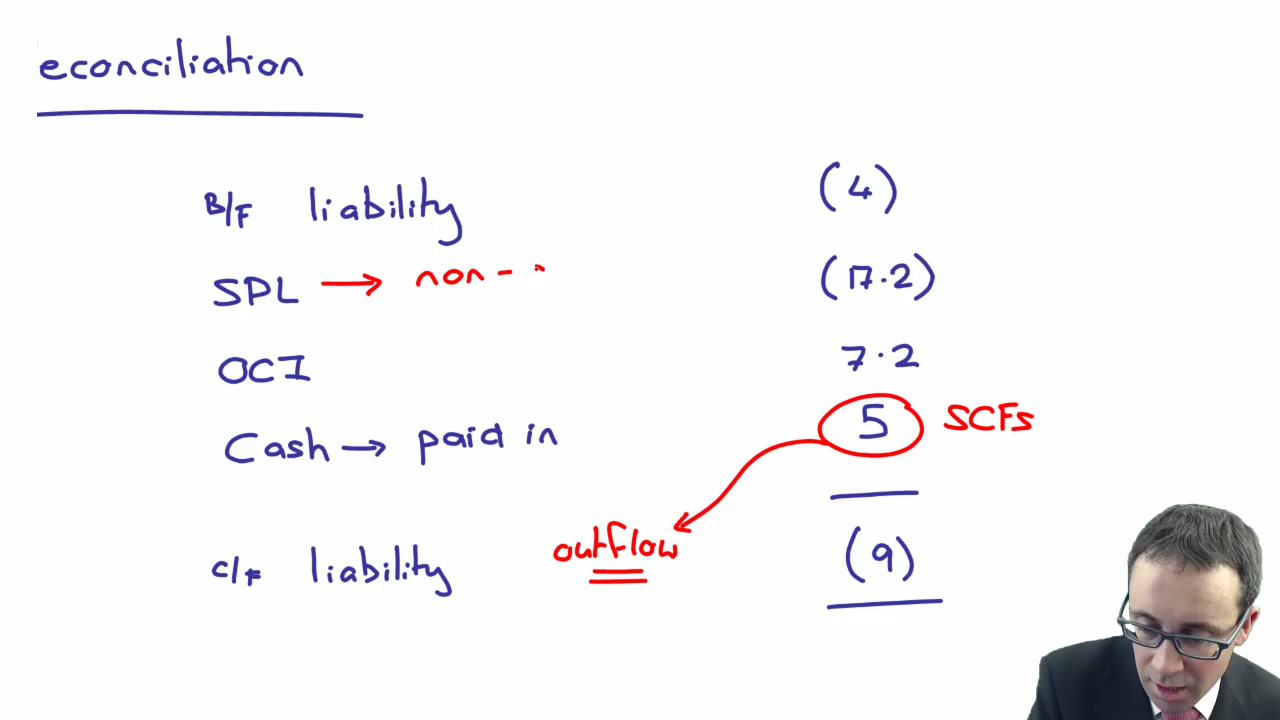 econciliation
B/F liability (4)
SPL → non-
(17.2)
OCI 7.2
Cash → paid in 5 SCFs
outflow
C/F liability (9)